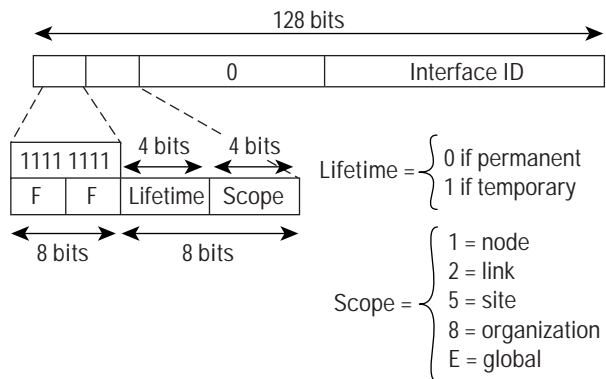 128 bits
0 Interface ID
4 bits 4 bits
1111 1111
F F Lifetime Scope
8 bits 8 bits
Lifetime =
0 if permanent
1 if temporary
Scope =
1 = node
2 = link
5 = site
8 = organization
E = global